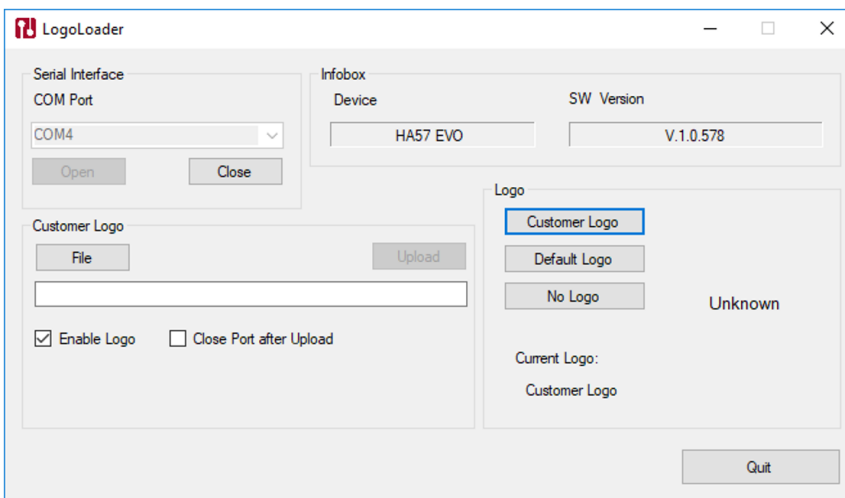 LogoLoader
Serial Interface
COM Port
COM4
Open
Close
Infobox
Device
SW Version
HA57 EVO
V.1.0.578
Customer Logo
File
Upload
Enable Logo
Close Port after Upload
Logo
Customer Logo
Default Logo
No Logo
Unknown
Current Logo:
Customer Logo
Quit